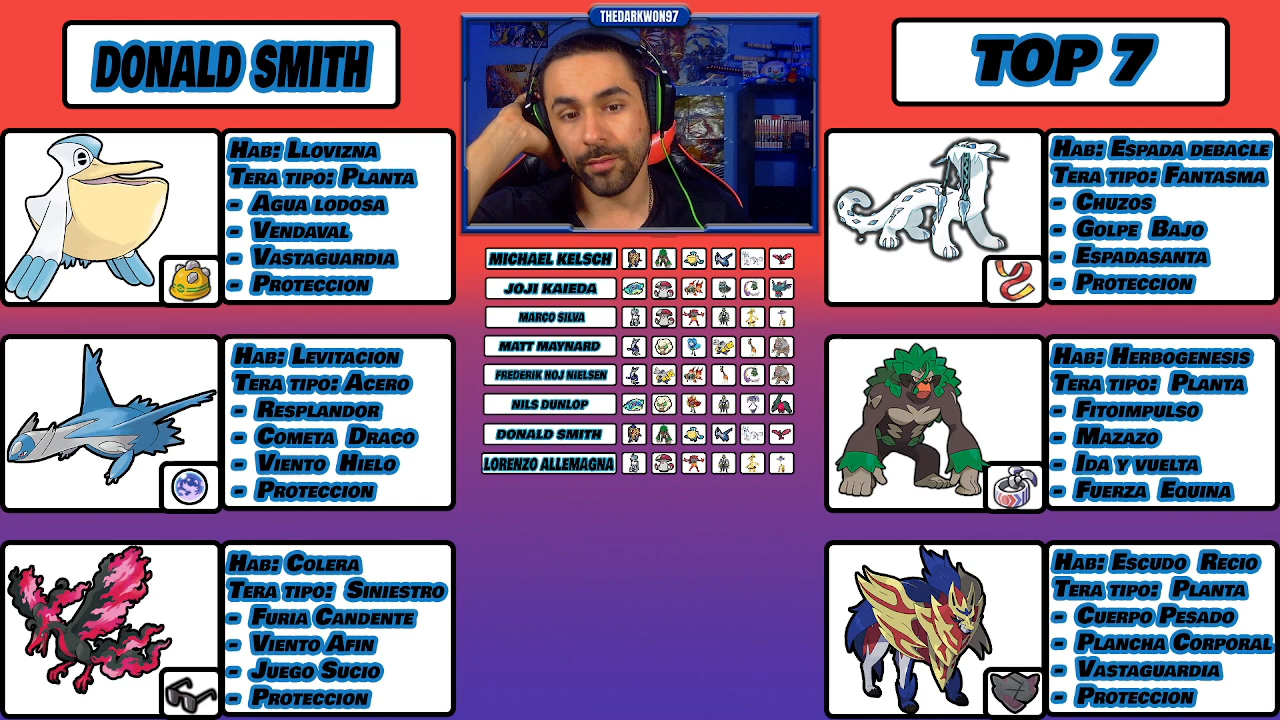 THEDARKWON97
DONALD SMITH
TOP 7
HAB: LLOVIZNA
TERA TIPO: PLANTA
- AGUA LODOSA
- VENDAVAL
- VASTAGUARDIA
- PROTECCION
HAB: LEVITACION
TERA TIPO: ACERO
- RESPLANDOR
- COMETA DRACO
- VIENTO HIELO
- PROTECCION
HAB: COLERA
TERA TIPO: SINIESTRO
- FURIA CANDENTE
- VIENTO AFIN
- JUEGO SUCIO
- PROTECCION
MICHAEL KELSCH
JOJI KAIEDA
MARCO SILVA
MATT MAYNARD
FREDERIK HOJ NIELSEN
NILS DUNLOP
DONALD SMITH
LORENZO ALLEMAGNA
HAB: ESPADA DEBACLE
TERA TIPO: FANTASMA
- CHUZOS
- GOLPE BAJO
- ESPADASANTA
- PROTECCION
HAB: HERBOGENESIS
TERA TIPO: PLANTA
- FITOIMPULSO
- MAZAZO
- IDA Y VUELTA
- FUERZA EQUINA
HAB: ESCUDO RECIO
TERA TIPO: PLANTA
- CUERPO PESADO
- PLANCHA CORPORAL
- VASTAGUARDIA
- PROTECCION